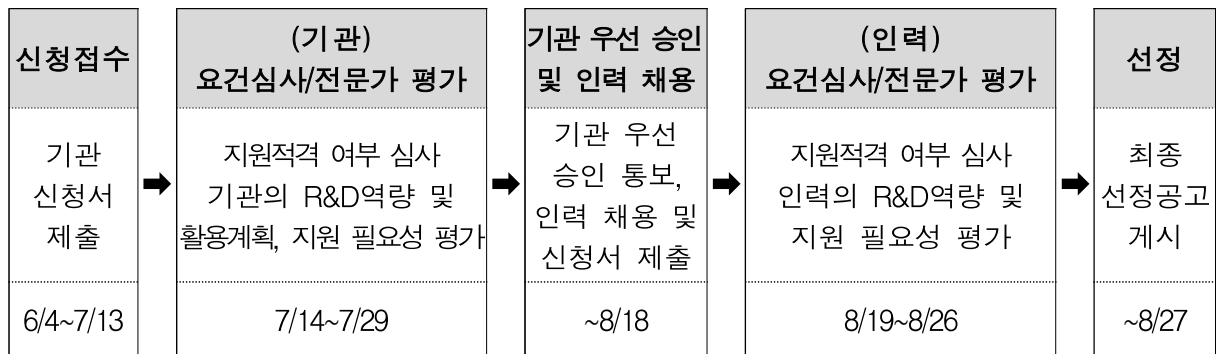 신청접수
기관
신청서
제출
6/4~7/13
➡
(기관)
요건심사/전문가 평가
지원적격 여부 심사
기관의 R&D역량 및
활용계획, 지원 필요성 평가
7/14~7/29
➡
기관 우선 승인
및 인력 채용
기관 우선
승인 통보,
인력 채용 및
신청서 제출
~8/18
➡
(인력)
요건심사/전문가 평가
지원적격 여부 심사
인력의 R&D역량 및
지원 필요성 평가
8/19~8/26
➡
선정
최종
선정공고
게시
~8/27